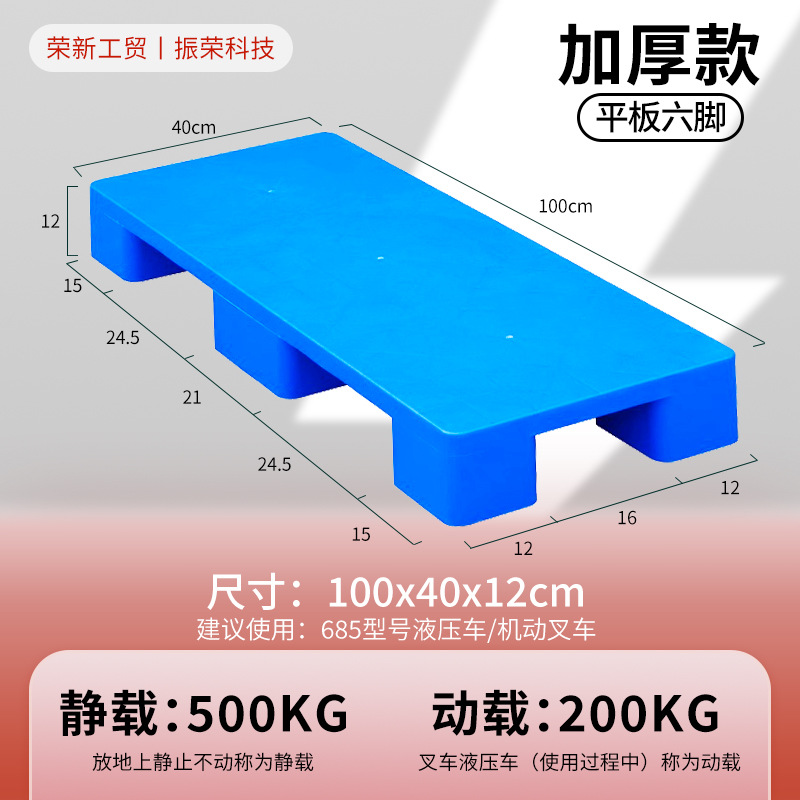 荣新工贸丨振荣科技
加厚款
平板六脚
40cm
100cm
12
15
24.5
21
24.5
15
12
16
12
尺寸：100x40x12cm
建议使用：685型号液压车/机动叉车
静载:500KG
放地上静止不动称为静载
动载:200KG
叉车液压车（使用过程中）称为动载